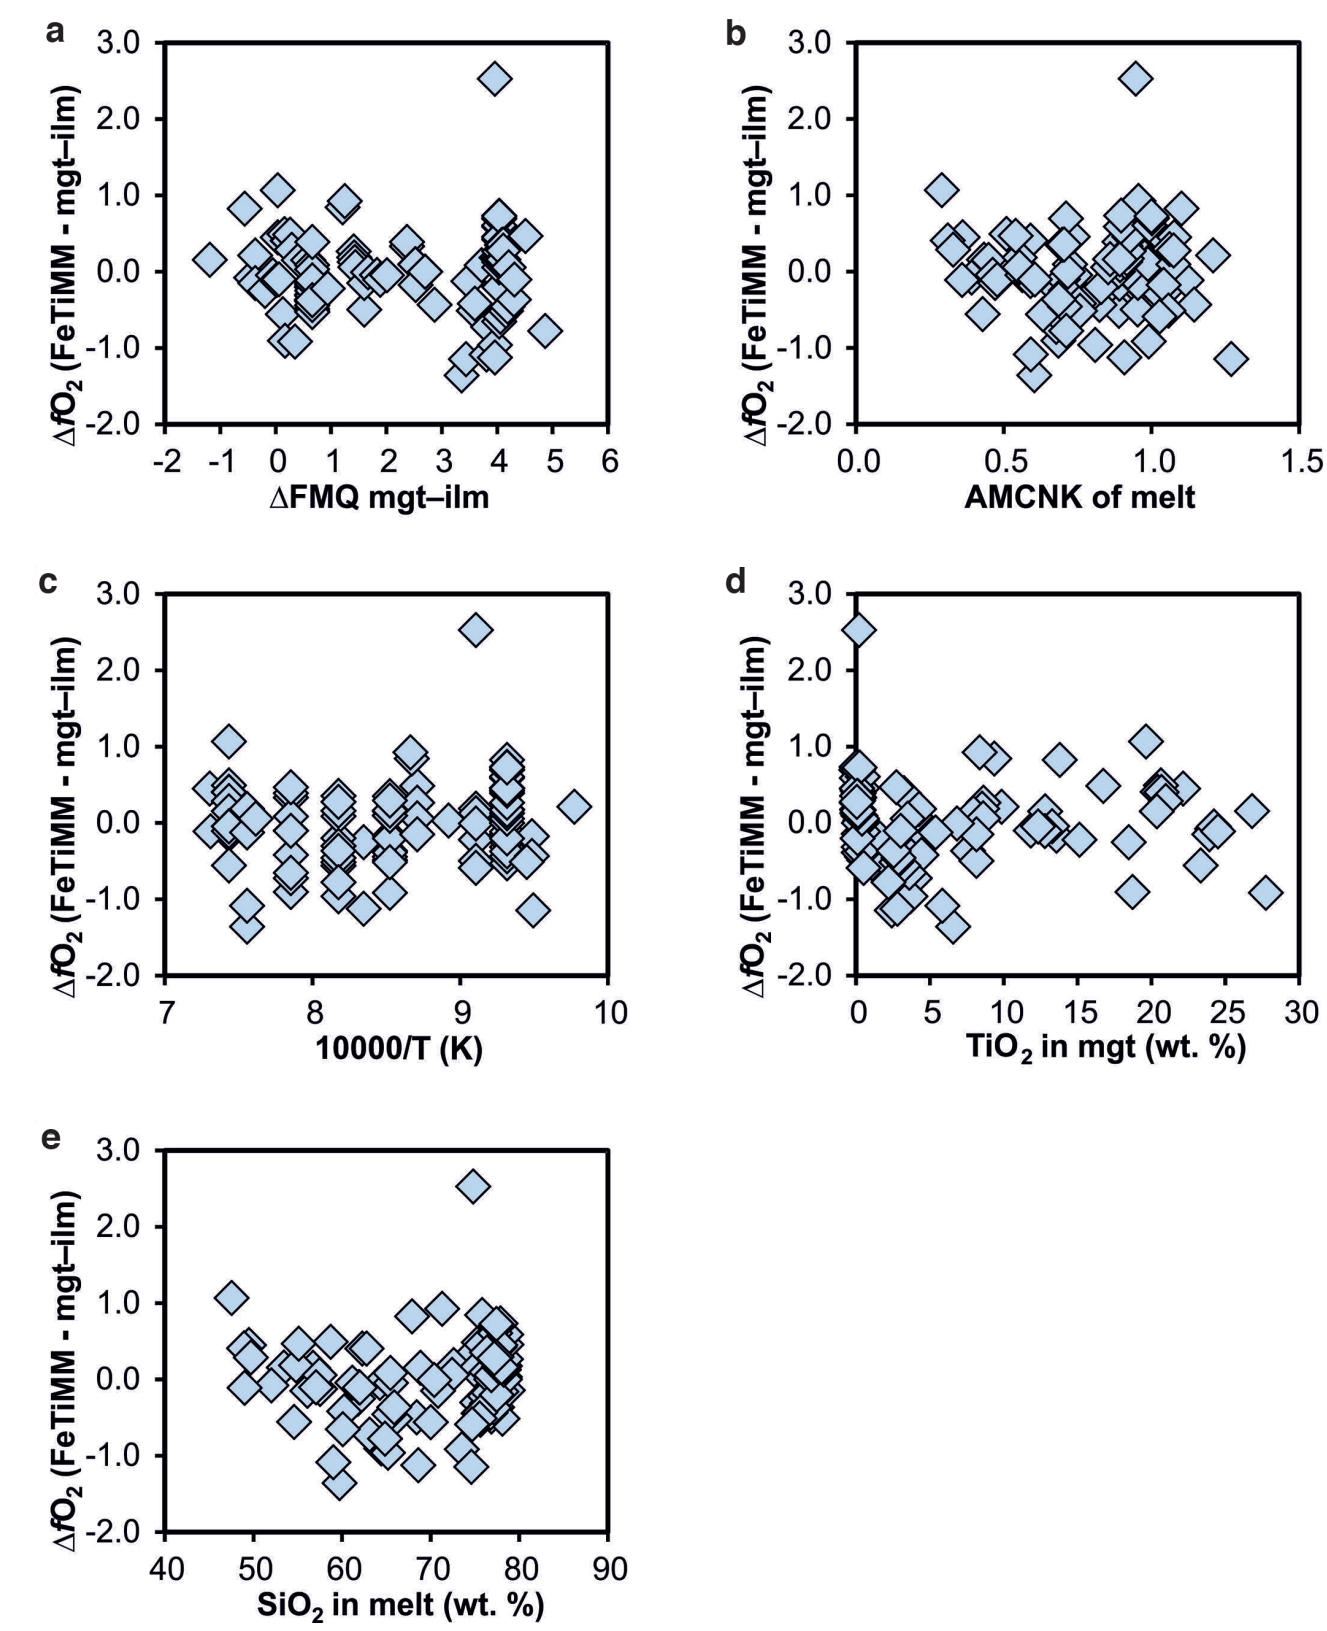 a
3.0
2.0
1.0
0.0
-1.0
-2.0
ΔfO2 (FeTiMM - mgt–ilm)
-2 -1 0 1 2 3 4 5 6
ΔFMQ mgt–ilm
b
3.0
2.0
1.0
0.0
-1.0
-2.0
ΔfO2 (FeTiMM - mgt–ilm)
0.0 0.5 1.0 1.5
AMCNK of melt
c
3.0
2.0
1.0
0.0
-1.0
-2.0
ΔfO2 (FeTiMM - mgt–ilm)
7 8 9 10
10000/T (K)
d
3.0
2.0
1.0
0.0
-1.0
-2.0
ΔfO2 (FeTiMM - mgt–ilm)
0 5 10 15 20 25 30
TiO2 in mgt (wt. %)
e
3.0
2.0
1.0
0.0
-1.0
-2.0
ΔfO2 (FeTiMM - mgt–ilm)
40 50 60 70 80 90
SiO2 in melt (wt. %)